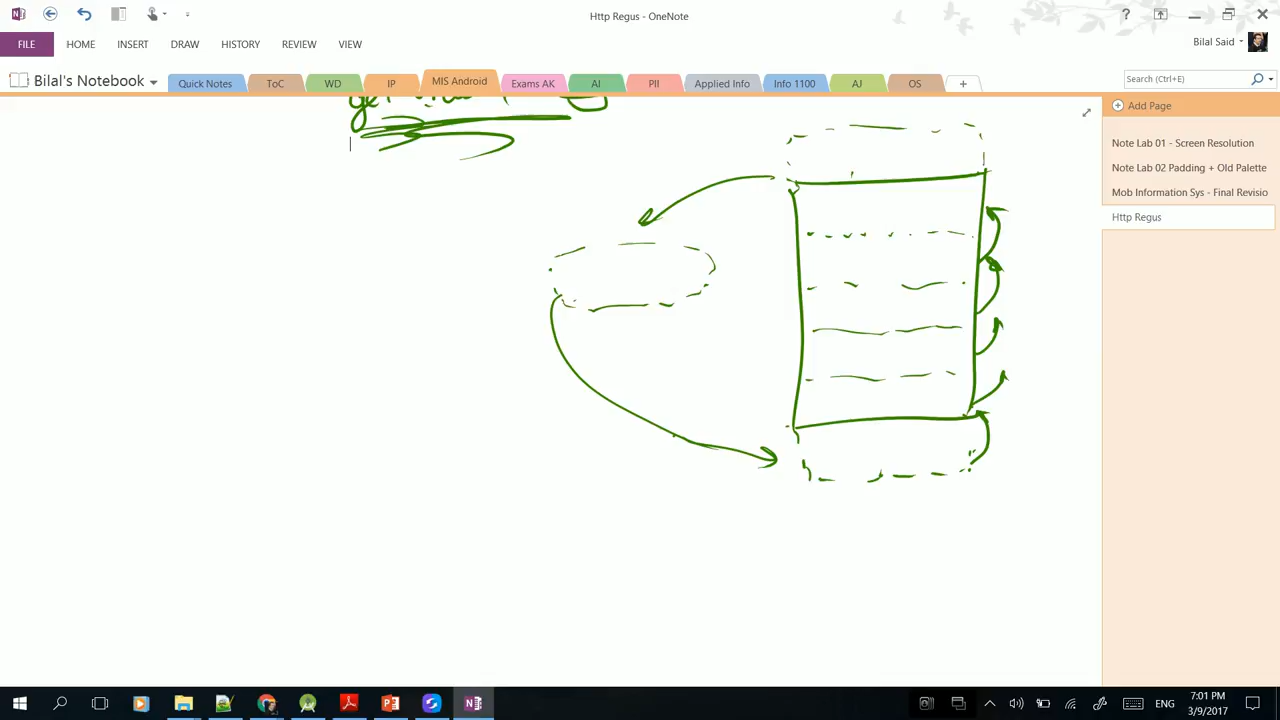 Http Regus - OneNote
Bilal Said
FILE HOME INSERT DRAW HISTORY REVIEW VIEW
Bilal's Notebook Quick Notes ToC WD IP MIS Android Exams AK AI PII Applied Info Info 1100 AJ OS + Search (Ctrl+E)
Add Page
Note Lab 01 - Screen Resolution
Note Lab 02 Padding + Old Palette
Mob Information Sys - Final Revisio
Http Regus
ENG
7:01 PM
3/9/2017